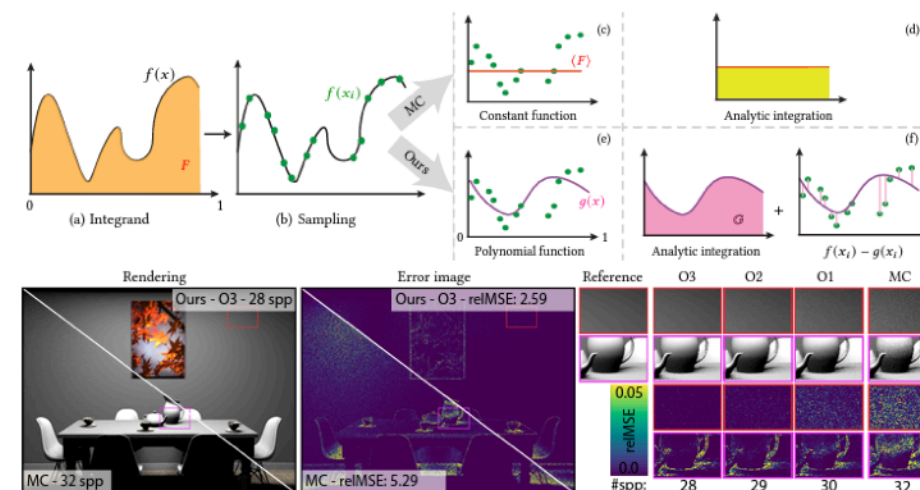 (c)
(d)
f(x)
⟨F⟩
f(xᵢ)
MC
F
Constant function
Analytic integration
(e)
(f)
Ours
g(x)
G
+
0
1
(a) Integrand
(b) Sampling
0
1
Polynomial function
Analytic integration
f(xᵢ) − g(xᵢ)
Rendering
Error image
Reference
O3
O2
O1
MC
Ours - O3 - 28 spp
Ours - O3 - relMSE: 2.59
0.05
relMSE
0.0
MC - 32 spp
MC - relMSE: 5.29
#spp:
28
29
30
32